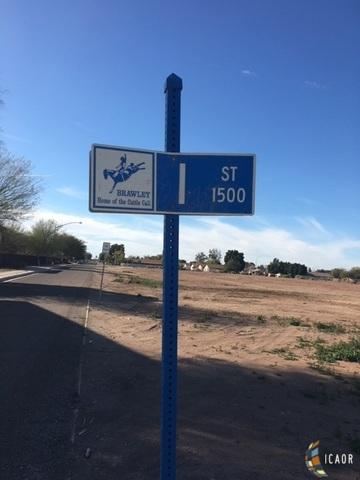 BRAWLEY
Home of the Cattle Call
I ST
1500
ICAOR